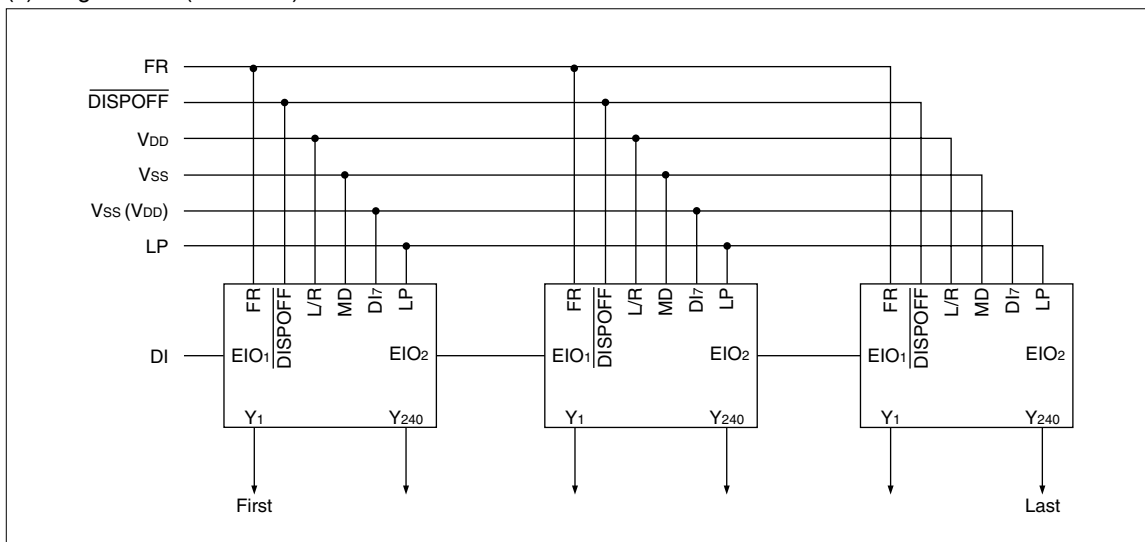 FR
DISPOFF
VDD
VSS
VSS (VDD)
LP
FR DISPOFF L/R MD DI7 LP
FR DISPOFF L/R MD DI7 LP
FR DISPOFF L/R MD DI7 LP
DI EIO1 EIO2 EIO1 EIO2 EIO1 EIO2
Y1 Y240 Y1 Y240 Y1 Y240
First Last